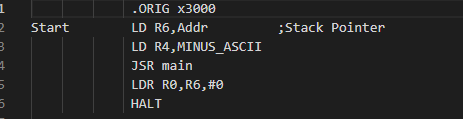 1 .ORIG x3000
2 Start LD R6,Addr ;Stack Pointer
3 LD R4,MINUS_ASCII
4 JSR main
5 LDR R0,R6,#0
6 HALT